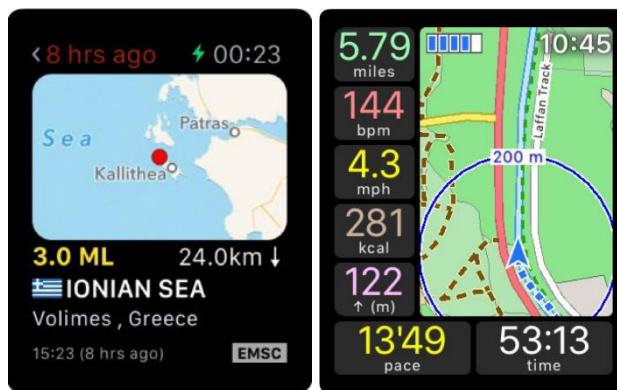 8 hrs ago 00:23
Sea
Patras
Kallithea
3.0 ML 24.0km ↓
IONIAN SEA
Volimes , Greece
15:23 (8 hrs ago) EMSC
5.79
miles
144
bpm
4.3
mph
281
kcal
122
↑ (m)
10:45
Laffan Track
200 m
13'49
pace
53:13
time